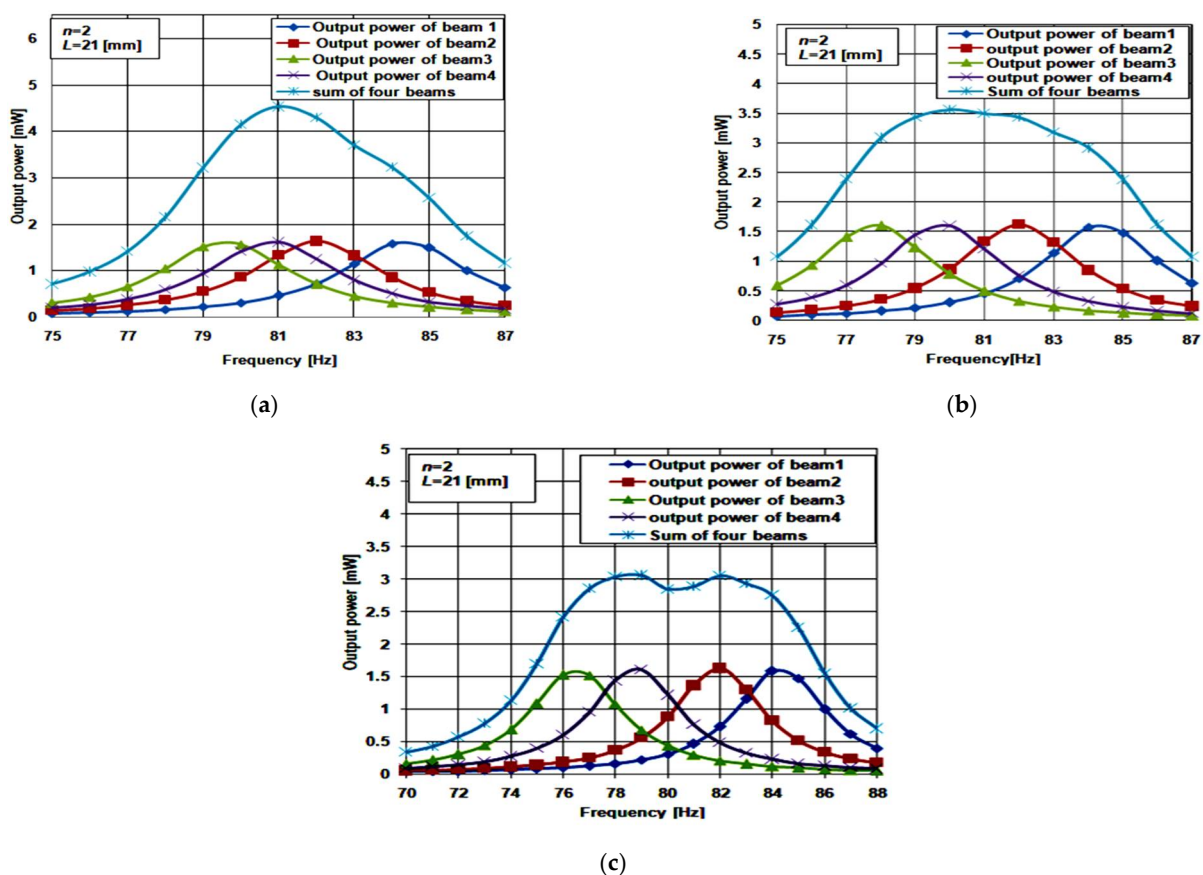 n=2
L=21 [mm]
Output power of beam 1
Output power of beam2
Output power of beam3
Output power of beam4
sum of four beams
Output power [mW]
6
5
4
3
2
1
0
75 77 79 81 83 85 87
Frequency [Hz]
(a)
n=2
L=21 [mm]
Output power of beam1
output power of beam2
Output power of beam3
output power of beam4
Sum of four beams
Output power [mW]
5
4.5
4
3.5
3
2.5
2
1.5
1
0.5
0
75 77 79 81 83 85 87
Frequency[Hz]
(b)
n=2
L=21 [mm]
Output power of beam1
output power of beam2
Output power of beam3
output power of beam4
Sum of four beams
Output power [mW]
5
4.5
4
3.5
3
2.5
2
1.5
1
0.5
0
70 72 74 76 78 80 82 84 86 88
Frequency [Hz]
(c)